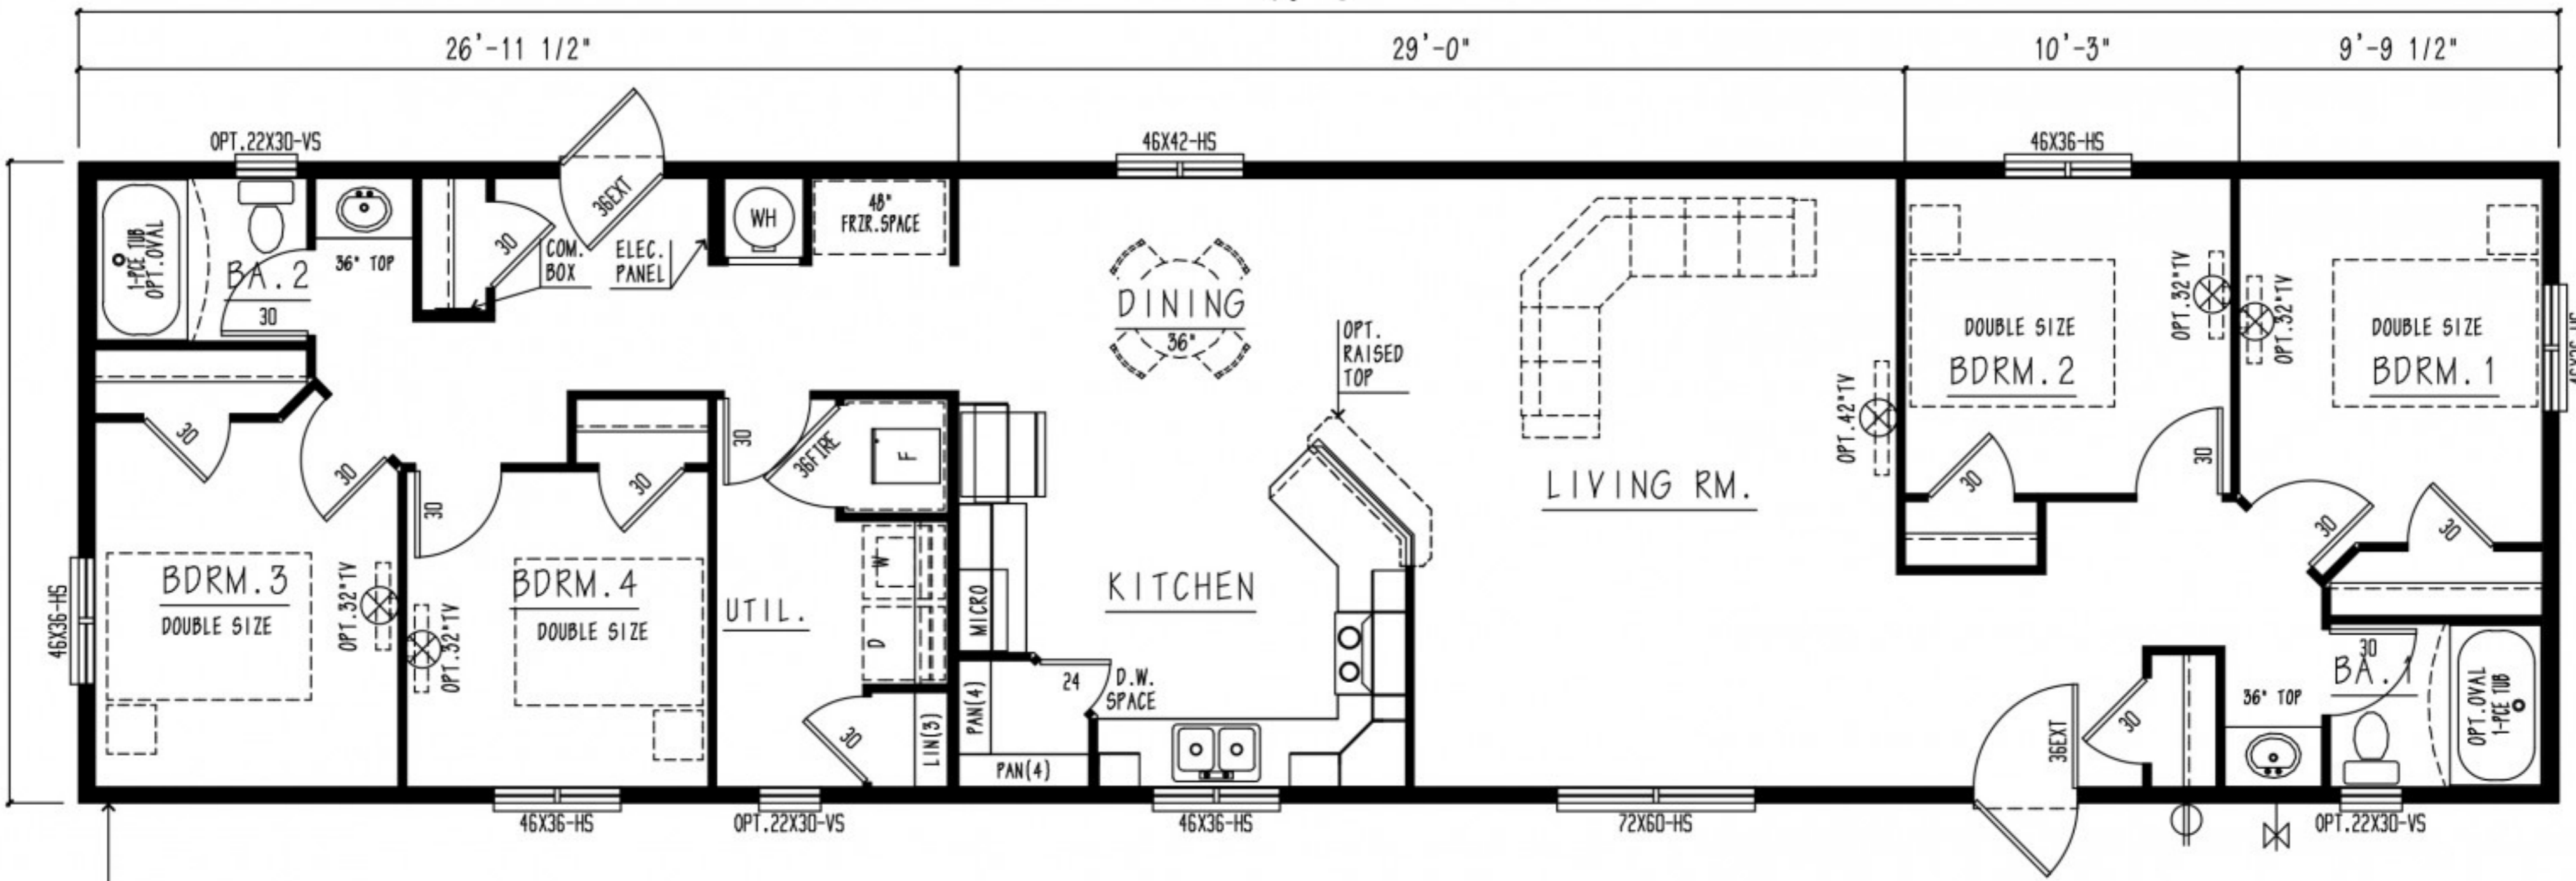 26'-11 1/2"
29'-0"
10'-3"
9'-9 1/2"
OPT.22X30-VS
46X42-HS
46X36-HS
1-PCE TUB
OPT.OVAL
BA.2
30
36" TOP
30
COM.
BOX
36EXT
ELEC.
PANEL
WH
48"
FRZR.SPACE
DINING
36"
OPT.
RAISED
TOP
LIVING RM.
OPT.42"TV
DOUBLE SIZE
BDRM.2
OPT.32"TV
30
30
OPT.32"TV
DOUBLE SIZE
BDRM.1
30
30
30
30
BDRM.3
DOUBLE SIZE
46X36-HS
OPT.32"TV
30
30
BDRM.4
DOUBLE SIZE
OPT.32"TV
30
36FIRE
F
UTIL.
W
D
30
LIN(3)
MICRO
KITCHEN
PAN(4)
24
D.W.
SPACE
PAN(4)
36EXT
30
36" TOP
30
BA.1
OPT.OVAL
1-PCE TUB
46X36-HS
OPT.22X30-VS
46X36-HS
72X60-HS
OPT.22X30-VS